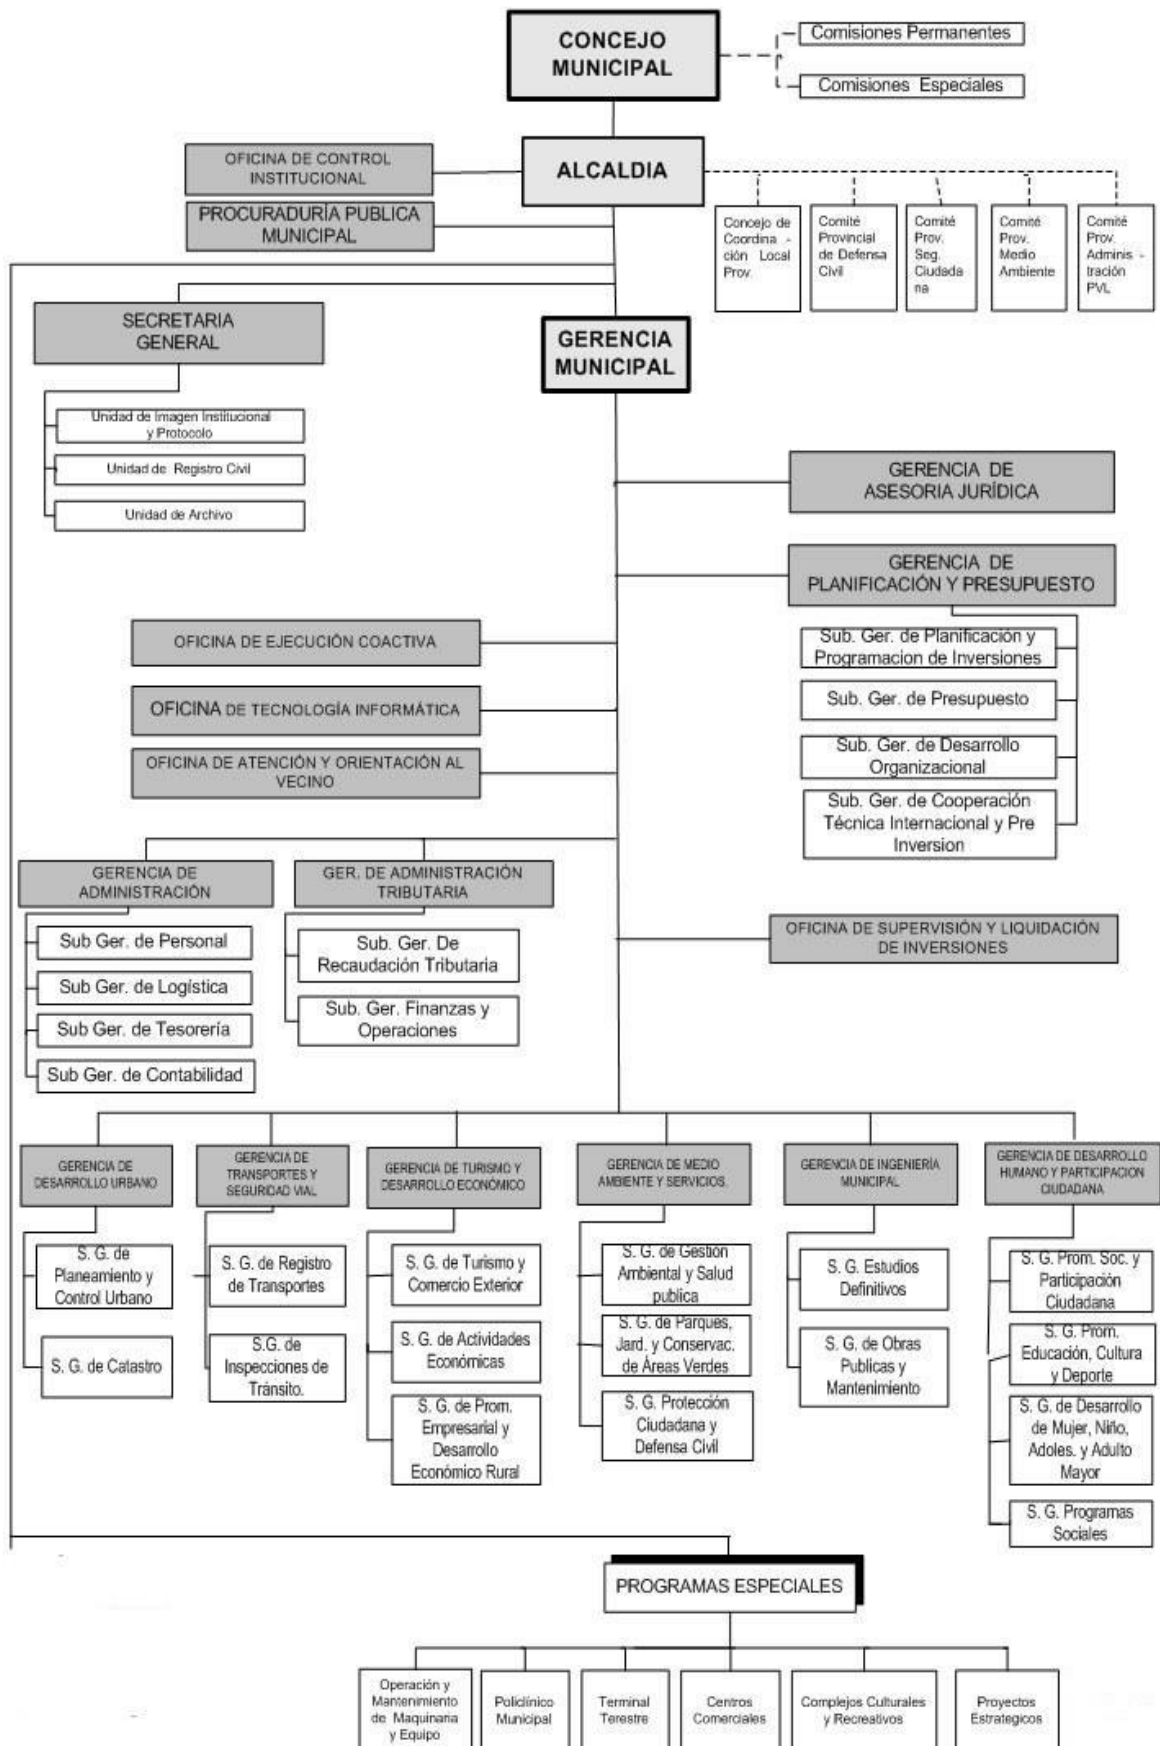 CONCEJO
MUNICIPAL
Comisiones Permanentes
Comisiones Especiales
OFICINA DE CONTROL
INSTITUCIONAL
ALCALDIA
PROCURADURÍA PUBLICA
MUNICIPAL
Concejo de
Coordina -
ción Local
Prov.
Comité
Provincial
de Defensa
Civil
Comité
Prov.
Seg.
Ciudada
na
Comité
Prov.
Medio
Ambiente
Comité
Prov.
Adminis -
tración
PVL
SECRETARIA
GENERAL
GERENCIA
MUNICIPAL
Unidad de Imagen Institucional
y Protocolo
Unidad de Registro Civil
Unidad de Archivo
GERENCIA DE
ASESORIA JURÍDICA
GERENCIA DE
PLANIFICACIÓN Y PRESUPUESTO
Sub. Ger. de Planificación y
Programacion de Inversiones
Sub. Ger. de Presupuesto
Sub. Ger. de Desarrollo
Organizacional
Sub. Ger. de Cooperación
Técnica Internacional y Pre
Inversion
OFICINA DE EJECUCIÓN COACTIVA
OFICINA DE TECNOLOGÍA INFORMÁTICA
OFICINA DE ATENCIÓN Y ORIENTACIÓN AL
VECINO
GERENCIA DE
ADMINISTRACIÓN
Sub Ger. de Personal
Sub Ger. de Logística
Sub Ger. de Tesorería
Sub Ger. de Contabilidad
GER. DE ADMINISTRACIÓN
TRIBUTARIA
Sub. Ger. De
Recaudación Tributaria
Sub. Ger. Finanzas y
Operaciones
OFICINA DE SUPERVISIÓN Y LIQUIDACIÓN
DE INVERSIONES
GERENCIA DE
DESARROLLO URBANO
S. G. de
Planeamiento y
Control Urbano
S. G. de Catastro
GERENCIA DE
TRANSPORTES Y
SEGURIDAD VIAL
S. G. de Registro
de Transportes
S.G. de
Inspecciones de
Tránsito.
GERENCIA DE TURISMO Y
DESARROLLO ECONÓMICO
S. G. de Turismo y
Comercio Exterior
S. G. de Actividades
Económicas
S. G. de Prom.
Empresarial y
Desarrollo
Económico Rural
GERENCIA DE MEDIO
AMBIENTE Y SERVICIOS.
S. G. de Gestión
Ambiental y Salud
publica
S. G. de Parques,
Jard. y Conservac.
de Áreas Verdes
S. G. Protección
Ciudadana y
Defensa Civil
GERENCIA DE INGENIERÍA
MUNICIPAL
S. G. Estudios
Definitivos
S. G. de Obras
Publicas y
Mantenimiento
GERENCIA DE DESARROLLO
HUMANO Y PARTICIPACION
CIUDADANA
S. G. Prom. Soc. y
Participación
Ciudadana
S. G. Prom.
Educación, Cultura
y Deporte
S. G. de Desarrollo
de Mujer, Niño,
Adoles. y Adulto
Mayor
S. G. Programas
Sociales
PROGRAMAS ESPECIALES
Operación y
Mantenimiento
de Maquinaria
y Equipo
Policlínico
Municipal
Terminal
Terestre
Centros
Comerciales
Complejos Culturales
y Recreativos
Proyectos
Estrategicos